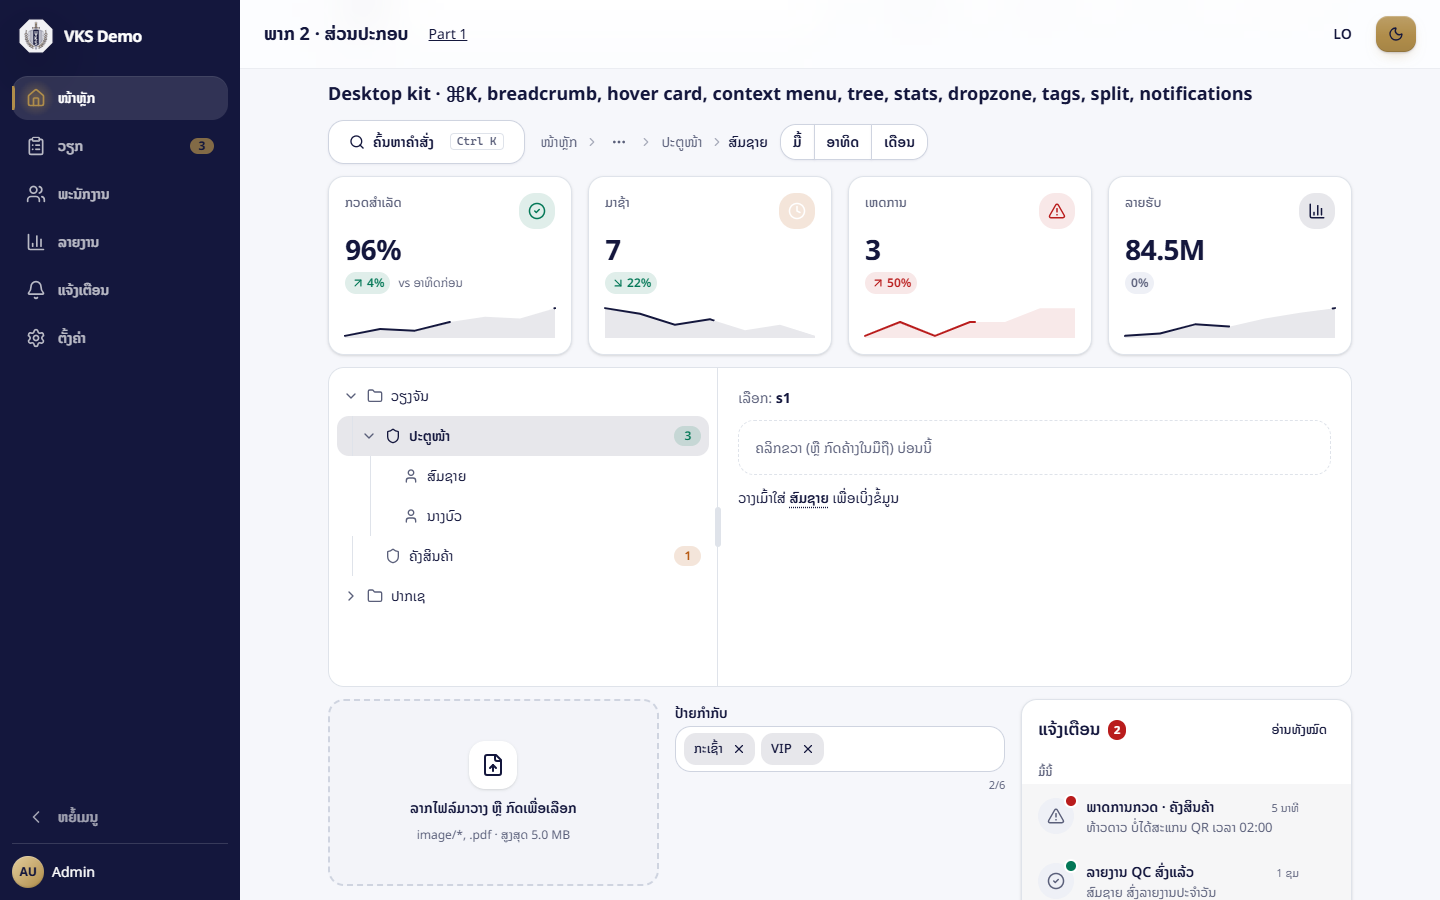 VKS Demo
ໜ້າຫຼັກ
ວຽກ
3
ພະນັກງານ
ລາຍງານ
ແຈ້ງເຕືອນ
ຕັ້ງຄ່າ
ຫຍໍ້ເມນູ
AU
Admin
ພາກ 2 · ສ່ວນປະກອບ
Part 1
LO
Desktop kit · ⌘K, breadcrumb, hover card, context menu, tree, stats, dropzone, tags, split, notifications
ຄົ້ນຫາຄຳສັ່ງ Ctrl K
ໜ້າຫຼັກ > ··· > ປະຕູໜ້າ > ສົມຊາຍ
ມື້ ອາທິດ ເດືອນ
ກວດສຳເລັດ
96%
4% vs ອາທິດກ່ອນ
ມາຊ້າ
7
22%
ເຫດການ
3
50%
ລາຍຮັບ
84.5M
0%
ວຽງຈັນ
ປະຕູໜ້າ
3
ສົມຊາຍ
ນາງບົວ
ຄັງສິນຄ້າ
1
ປາກເຊ
ເລືອກ: s1
ຄລິກຂວາ (ຫຼື ກົດຄ້າງໃນມືຖື) ບ່ອນນີ້
ວາງເມົ້າໃສ່ ສົມຊາຍ ເພື່ອເບິ່ງຂໍ້ມູນ
ລາກໄຟລ໌ມາວາງ ຫຼື ກົດເພື່ອເລືອກ
image/*, .pdf · ສູງສຸດ 5.0 MB
ປ້າຍກຳກັບ
ກະເຊົ້າ
VIP
2/6
ແຈ້ງເຕືອນ 2
ອ່ານທັງໝົດ
ມື້ນີ້
ພາດການກວດ · ຄັງສິນຄ້າ 5 ນາທີ
ທ້າວດາວ ບໍ່ໄດ້ສະແກນ QR ເວລາ 02:00
ລາຍງານ QC ສົ່ງແລ້ວ 1 ຊມ
ສົມຊາຍ ສົ່ງລາຍງານປະຈຳວັນ